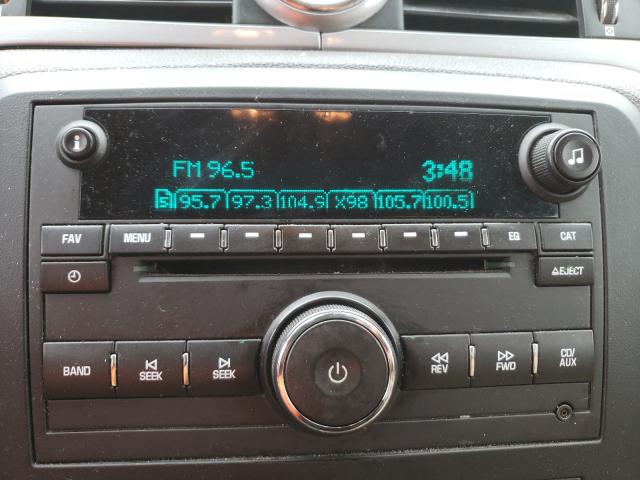 i
FM 96.5 3:48
5 95.7 97.3 104.9 X98 105.7 100.5
FAV MENU EQ CAT
EJECT
BAND SEEK SEEK REV FWD CD/
AUX